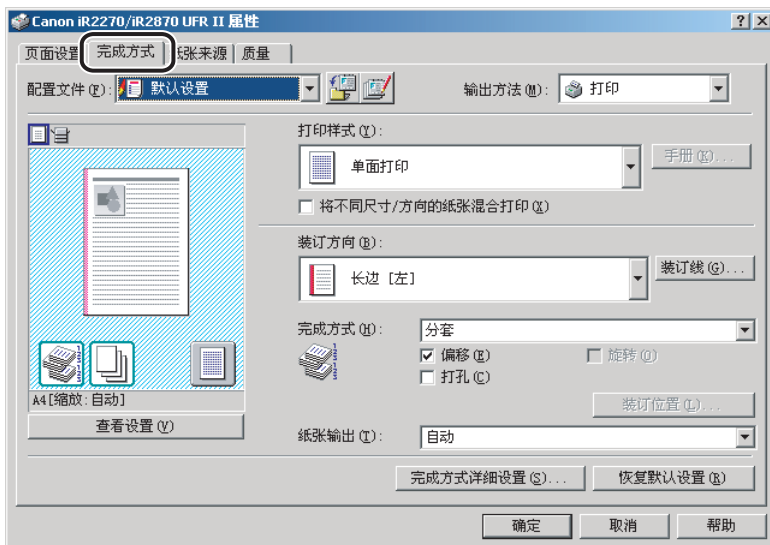 Canon iR2270/iR2870 UFR II 属性
页面设置 完成方式 纸张来源 质量
配置文件(F): 默认设置 输出方法(M): 打印
打印样式(Y):
单面打印 手册(K)...
将不同尺寸/方向的纸张混合打印(X)
装订方向(B):
长边 [左] 装订线(G)...
完成方式(H): 分套
偏移(E) 旋转(O)
打孔(C)
A4[缩放:自动] 装订位置(L)...
查看设置(V)
纸张输出(T): 自动
完成方式详细设置(S)... 恢复默认设置(R)
确定 取消 帮助